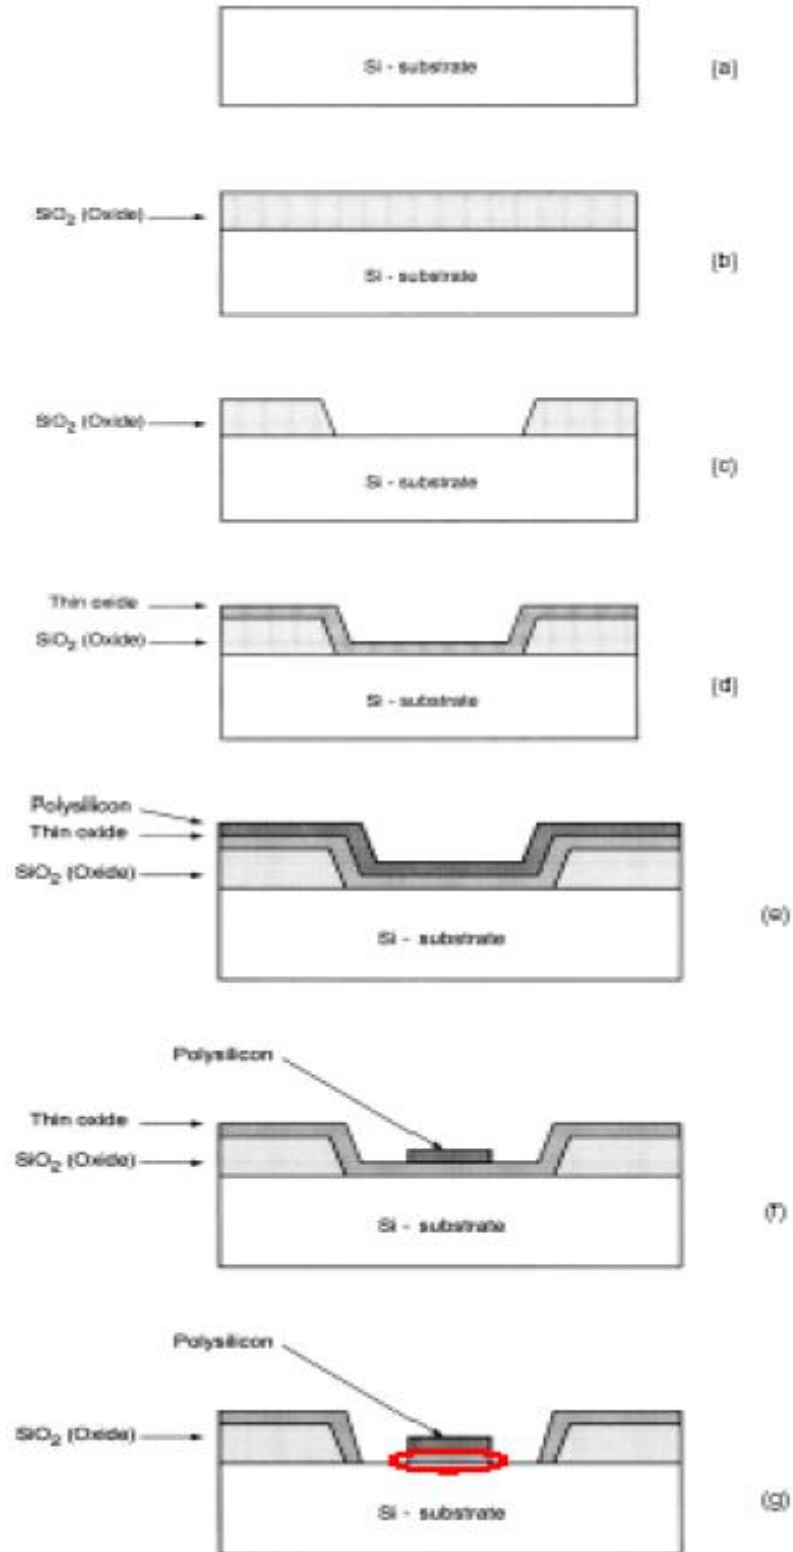 Si - substrate
(a)
SiO2 (Oxide)
Si - substrate
(b)
SiO2 (Oxide)
Si - substrate
(c)
Thin oxide
SiO2 (Oxide)
Si - substrate
(d)
Polysilicon
Thin oxide
SiO2 (Oxide)
Si - substrate
(e)
Polysilicon
Thin oxide
SiO2 (Oxide)
Si - substrate
(f)
Polysilicon
SiO2 (Oxide)
Si - substrate
(g)